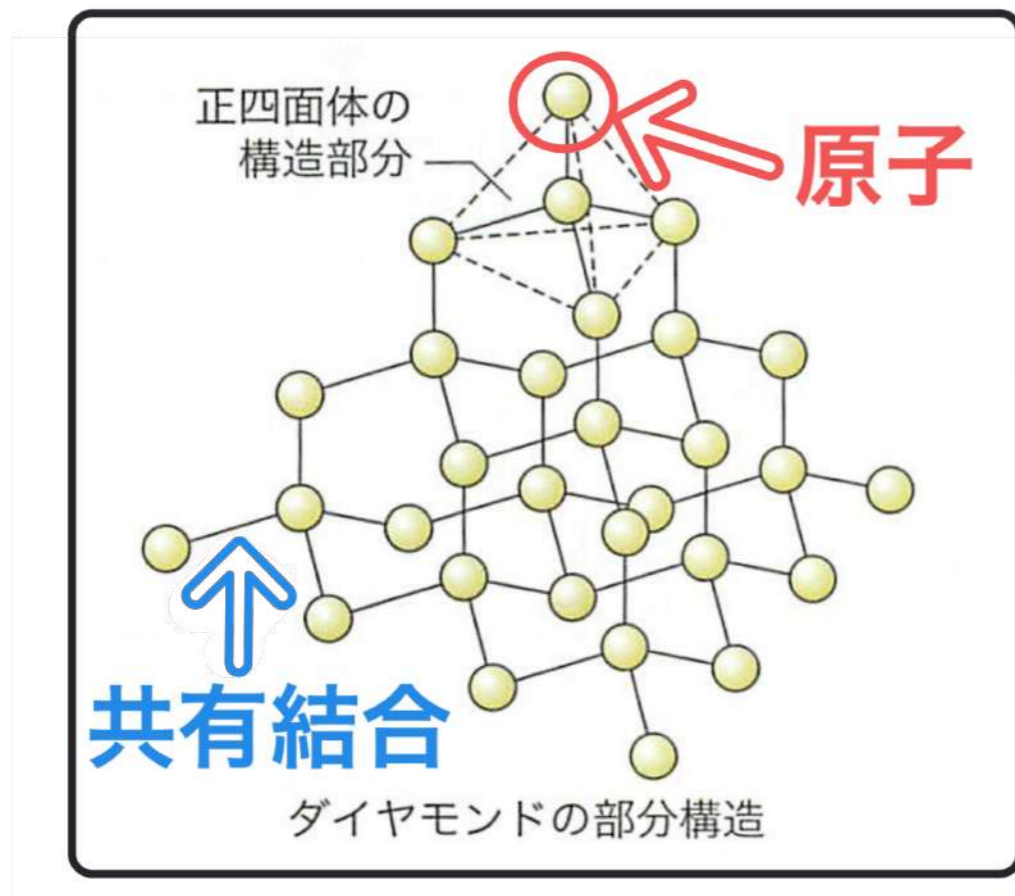 正四面体の
構造部分
原子
共有結合
ダイヤモンドの部分構造